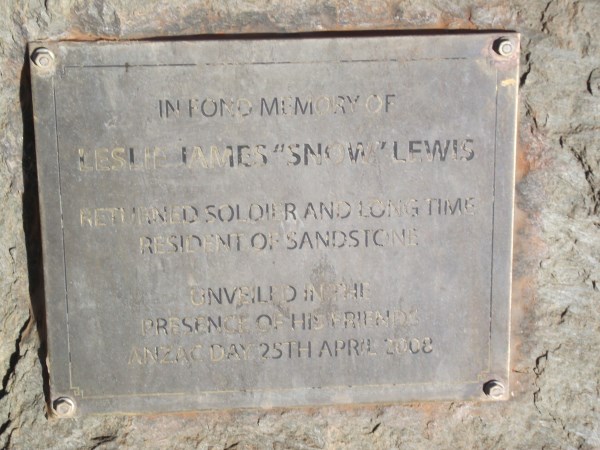 IN FOND MEMORY OF
LESLIE JAMES "SNOW" LEWIS
RETURNED SOLDIER AND LONG TIME
RESIDENT OF SANDSTONE
UNVEILED IN THE
PRESENCE OF HIS FRIENDS
ANZAC DAY 25TH APRIL 2008